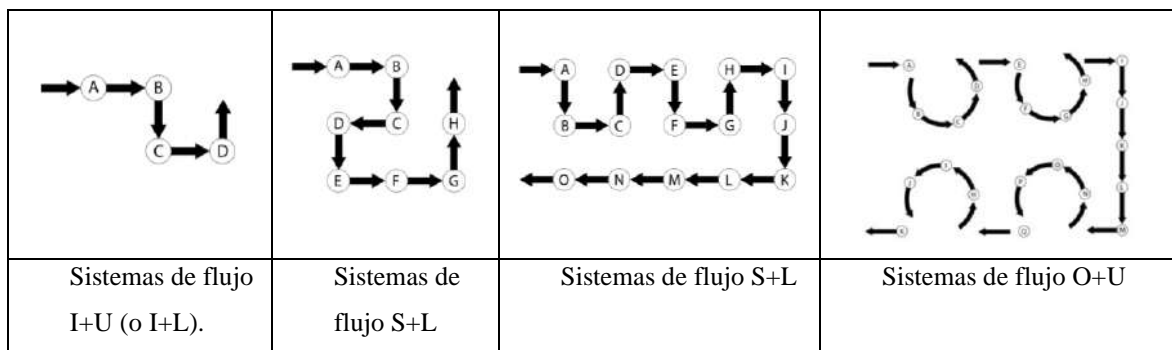 A B
C D
A B
D C H
E F G
A D E H I
B C F G J
O N M L K
A E
D
B C F G
K
L
M
P N
Q
K
Sistemas de flujo
I+U (o I+L).
Sistemas de
flujo S+L
Sistemas de flujo S+L
Sistemas de flujo O+U